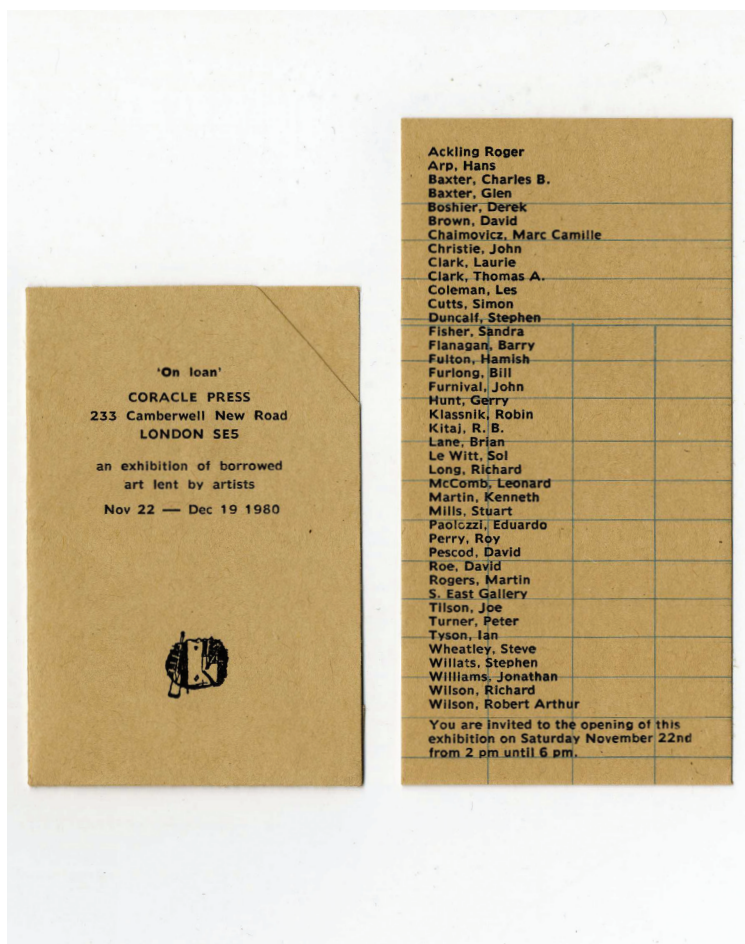 'On loan'
CORACLE PRESS
233 Camberwell New Road
LONDON SE5
an exhibition of borrowed
art lent by artists
Nov 22 — Dec 19 1980
Ackling Roger
Arp, Hans
Baxter, Charles B.
Baxter, Glen
Boshier, Derek
Brown, David
Chaimovicz, Marc Camille
Christie, John
Clark, Laurie
Clark, Thomas A.
Coleman, Les
Cutts, Simon
Duncalf, Stephen
Fisher, Sandra
Flanagan, Barry
Fulton, Hamish
Furlong, Bill
Furnival, John
Hunt, Gerry
Klassnik, Robin
Kitaj, R. B.
Lane, Brian
Le Witt, Sol
Long, Richard
McComb, Leonard
Martin, Kenneth
Mills, Stuart
Paolozzi, Eduardo
Perry, Roy
Pescod, David
Roe, David
Rogers, Martin
S. East Gallery
Tilson, Joe
Turner, Peter
Tyson, Ian
Wheatley, Steve
Willats, Stephen
Williams, Jonathan
Wilson, Richard
Wilson, Robert Arthur
You are invited to the opening of this
exhibition on Saturday November 22nd
from 2 pm until 6 pm.